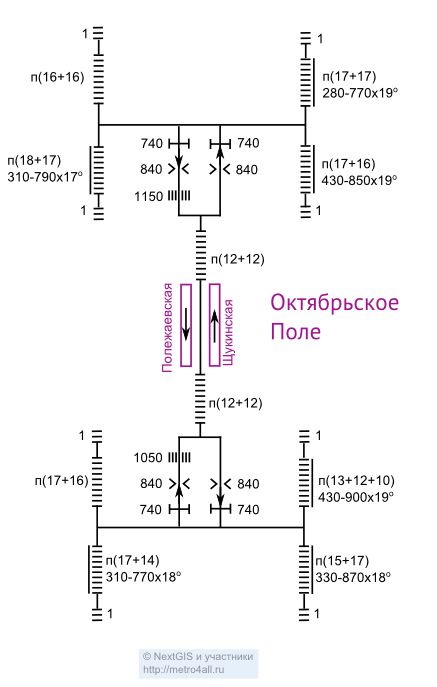 1
1
п(16+16)
п(17+17)
280-770x19°
740
740
п(18+17)
310-790x17°
840
840
п(17+16)
430-850x19°
1150
1
1
п(12+12)
Полежаевская
Щукинская
Октябрьское
Поле
п(12+12)
1
1
1050
п(17+16)
840
840
п(13+12+10)
430-900x19°
740
740
п(17+14)
310-770x18°
п(15+17)
330-870x18°
1
1
© NextGIS и участники
http://metro4all.ru